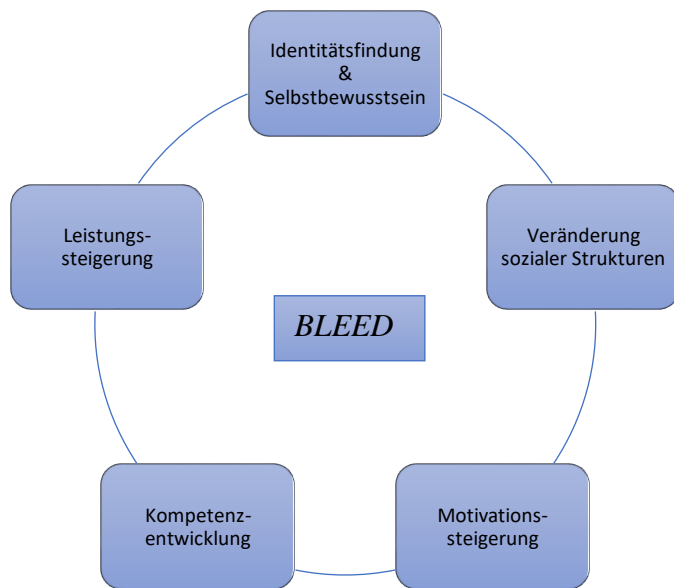 Identitätsfindung
&
Selbstbewusstsein
Leistungs-
steigerung
Veränderung
sozialer Strukturen
BLEED
Kompetenz-
entwicklung
Motivations-
steigerung